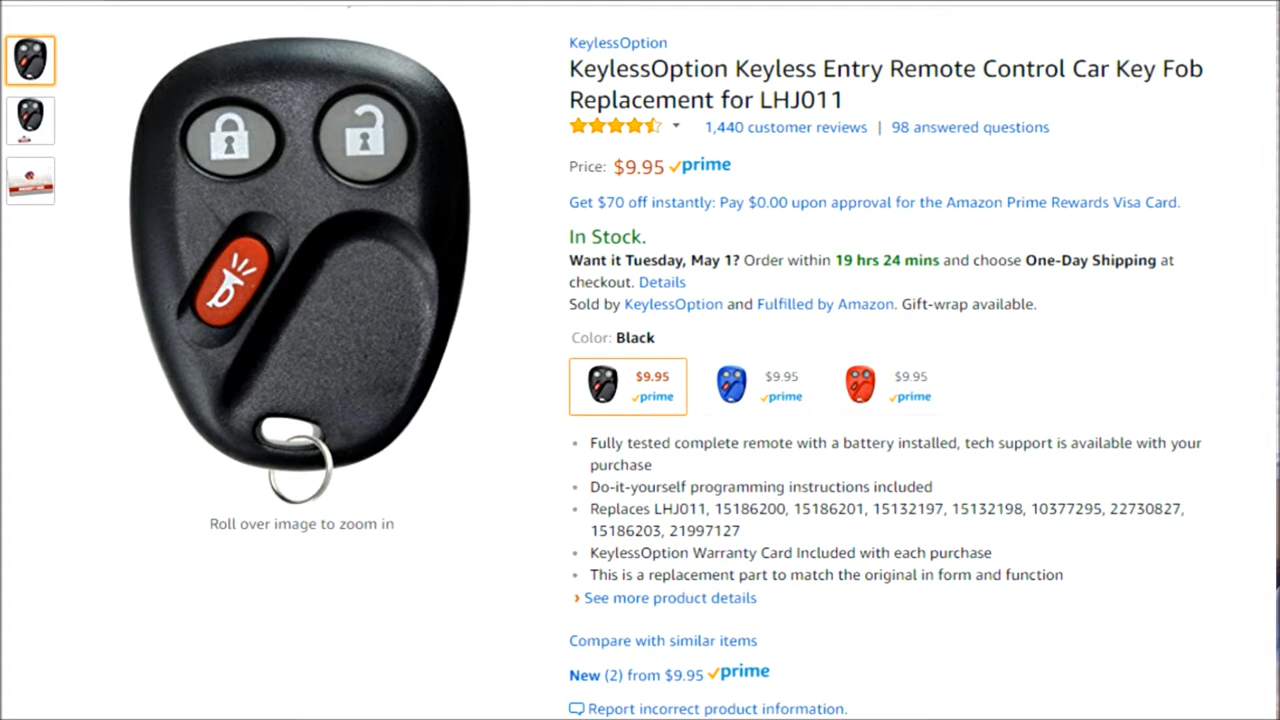 KeylessOption
KeylessOption Keyless Entry Remote Control Car Key Fob
Replacement for LHJ011
1,440 customer reviews | 98 answered questions
Price: $9.95 prime
Get $70 off instantly: Pay $0.00 upon approval for the Amazon Prime Rewards Visa Card.
In Stock.
Want it Tuesday, May 1? Order within 19 hrs 24 mins and choose One-Day Shipping at
checkout. Details
Sold by KeylessOption and Fulfilled by Amazon. Gift-wrap available.
Color: Black
$9.95 $9.95 $9.95
prime prime prime
• Fully tested complete remote with a battery installed, tech support is available with your
purchase
• Do-it-yourself programming instructions included
• Replaces LHJ011, 15186200, 15186201, 15132197, 15132198, 10377295, 22730827,
15186203, 21997127
• KeylessOption Warranty Card Included with each purchase
• This is a replacement part to match the original in form and function
› See more product details
Compare with similar items
New (2) from $9.95 prime
Report incorrect product information.
Roll over image to zoom in